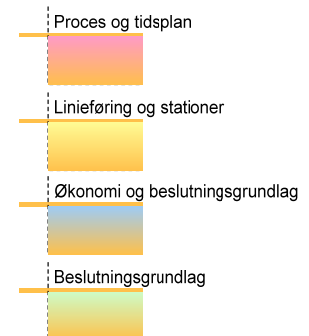 Proces og tidsplan
Linieføring og stationer
Økonomi og beslutningsgrundlag
Beslutningsgrundlag